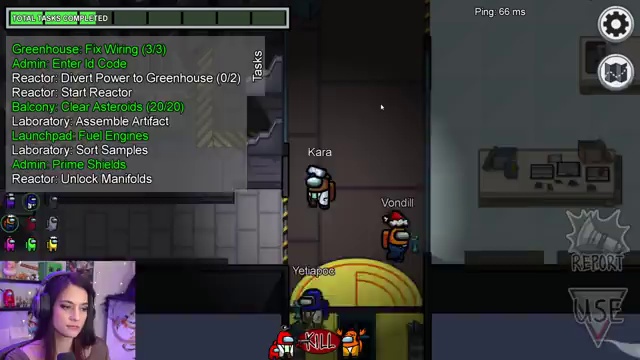 TOTAL TASKS COMPLETED
Ping: 66 ms
Greenhouse: Fix Wiring (3/3)
Admin: Enter Id Code
Reactor: Divert Power to Greenhouse (0/2)
Reactor: Start Reactor
Balcony: Clear Asteroids (20/20)
Laboratory: Assemble Artifact
Launchpad: Fuel Engines
Laboratory: Sort Samples
Admin: Prime Shields
Reactor: Unlock Manifolds
Tasks
Kara
Vondill
Yetiapoc
REPORT
USE
KILL